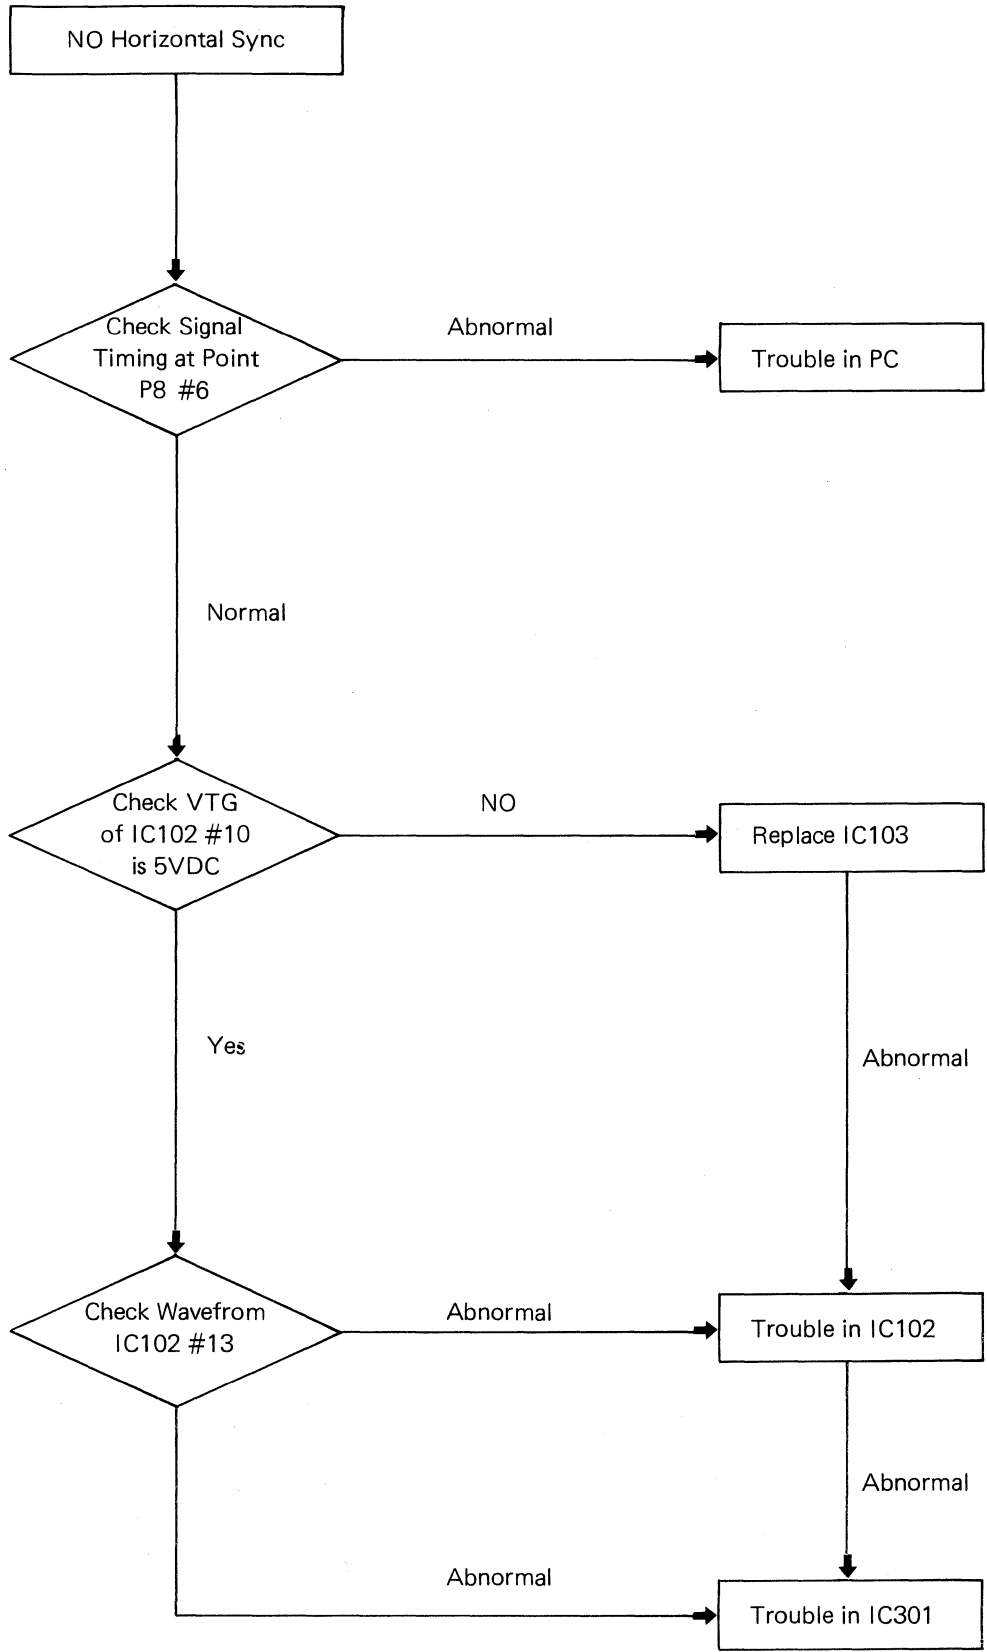 NO Horizontal Sync
Check Signal
Timing at Point
P8 #6
Abnormal
Trouble in PC
Normal
Check VTG
of IC102 #10
is 5VDC
NO
Replace IC103
Yes
Abnormal
Check Wavefrom
IC102 #13
Abnormal
Trouble in IC102
Abnormal
Abnormal
Trouble in IC301